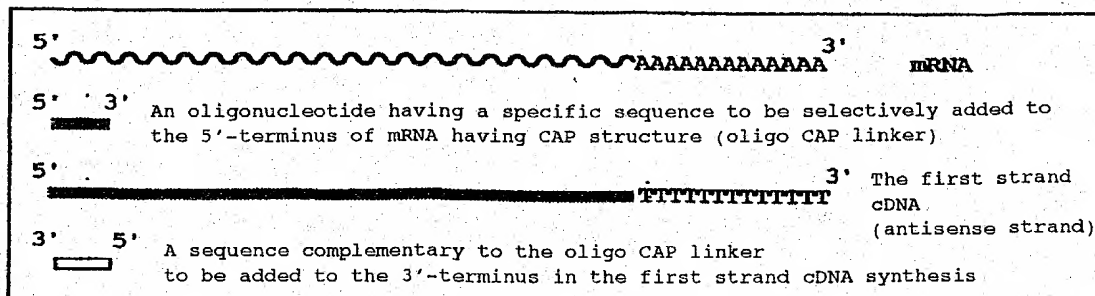 5' 3'
AAAAAAAAAAAAA mRNA
5' 3' An oligonucleotide having a specific sequence to be selectively added to
the 5'-terminus of mRNA having CAP structure (oligo CAP linker)
5' 3' The first strand
TTTTTTTTTTTTT cDNA
(antisense strand)
3' 5' A sequence complementary to the oligo CAP linker
to be added to the 3'-terminus in the first strand cDNA synthesis